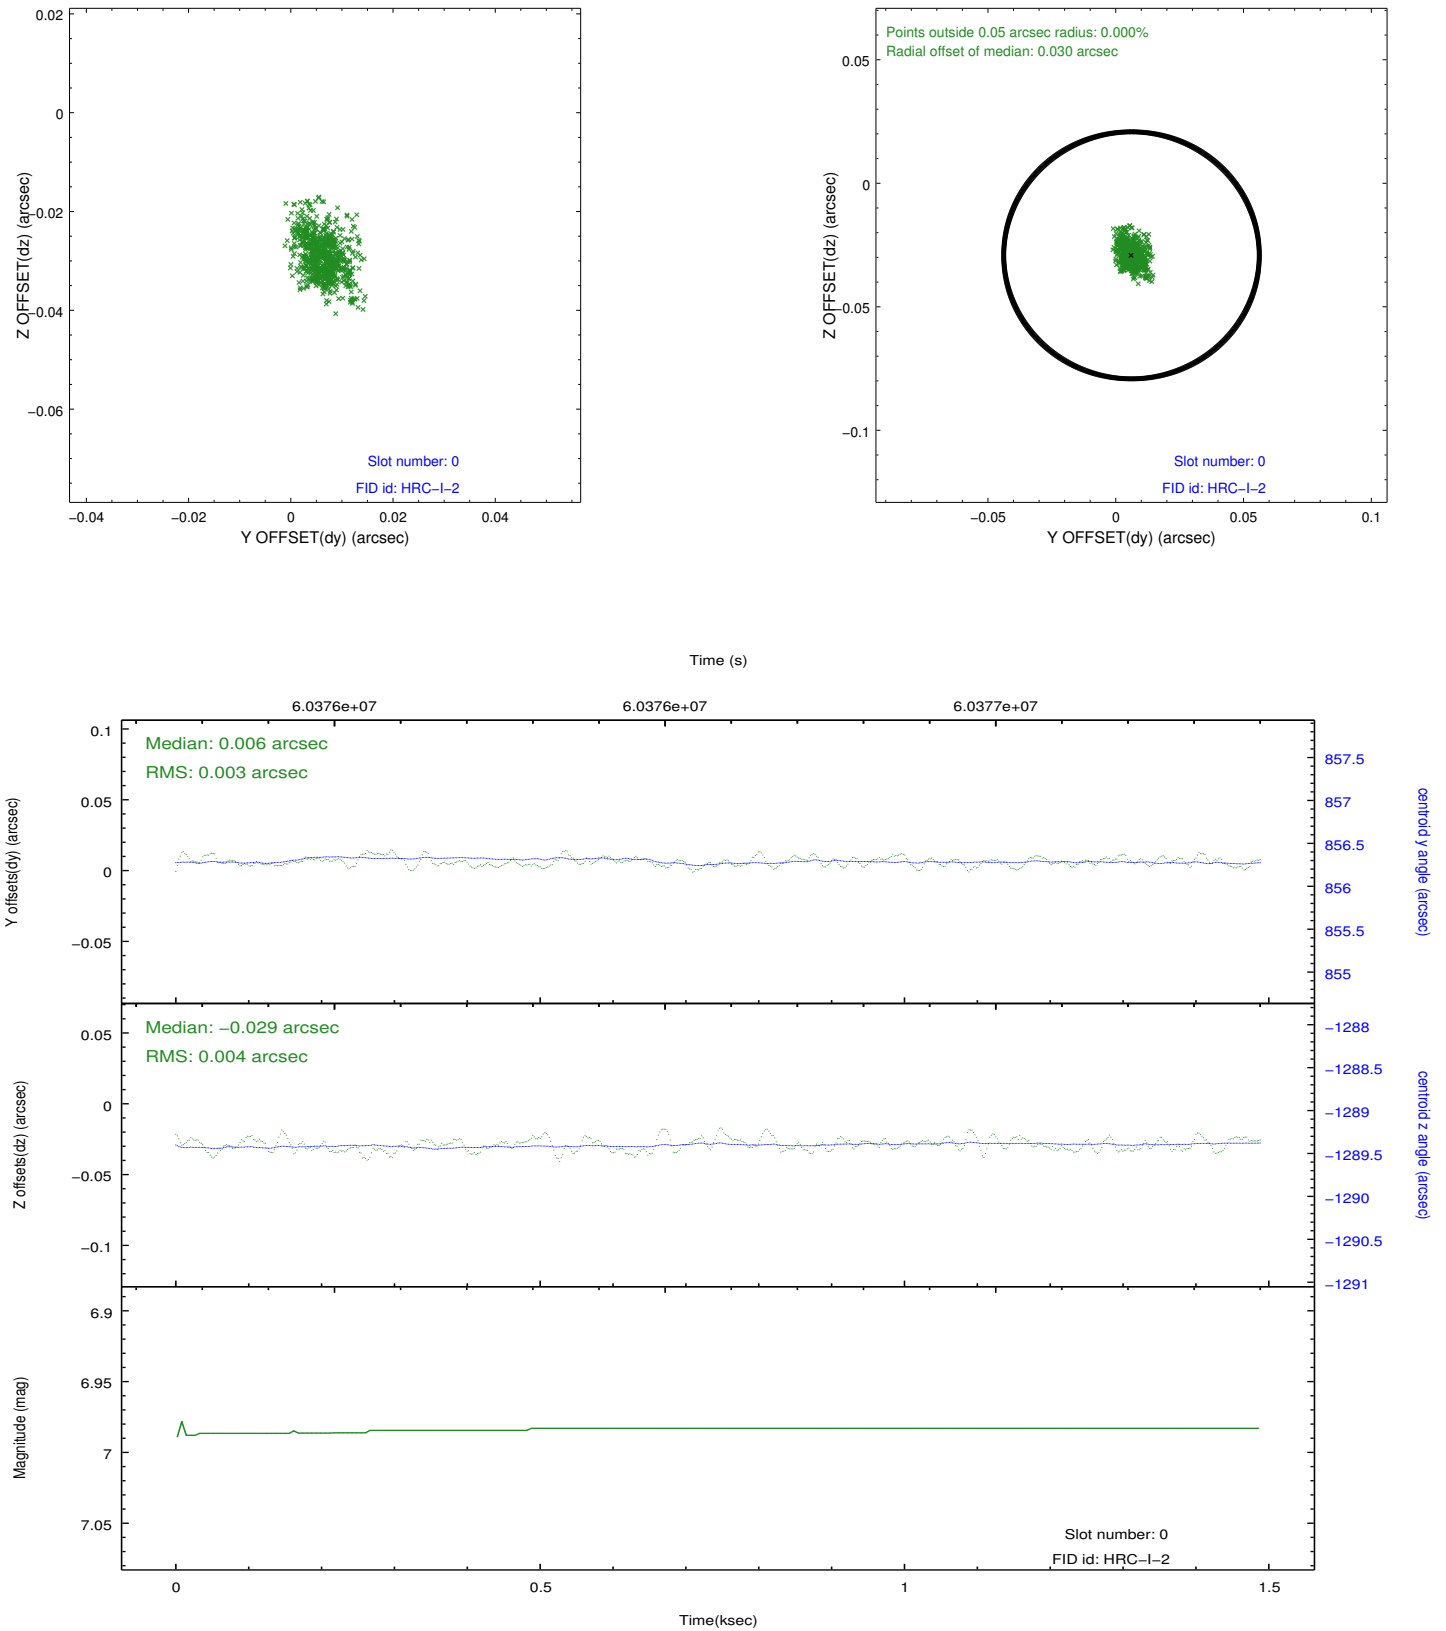 0.02
0
−0.02
−0.04
−0.06
Z OFFSET(dz) (arcsec)
Slot number: 0
FID id: HRC−I−2
−0.04
−0.02
0
0.02
0.04
Y OFFSET(dy) (arcsec)
Points outside 0.05 arcsec radius: 0.000%
Radial offset of median: 0.030 arcsec
0.05
0
−0.05
−0.1
Z OFFSET(dz) (arcsec)
Slot number: 0
FID id: HRC−I−2
−0.05
0
0.05
0.1
Y OFFSET(dy) (arcsec)
Time (s)
6.0376e+07
6.0376e+07
6.0377e+07
Median: 0.006 arcsec
RMS: 0.003 arcsec
0.1
0.05
0
−0.05
Y offsets(dy) (arcsec)
857.5
857
856.5
856
855.5
855
centroid y angle (arcsec)
Median: −0.029 arcsec
RMS: 0.004 arcsec
0.05
0
−0.05
−0.1
Z offsets(dz) (arcsec)
−1288
−1288.5
−1289
−1289.5
−1290
−1290.5
−1291
centroid z angle (arcsec)
6.9
6.95
7
7.05
Magnitude (mag)
Slot number: 0
FID id: HRC−I−2
0
0.5
1
1.5
Time(ksec)